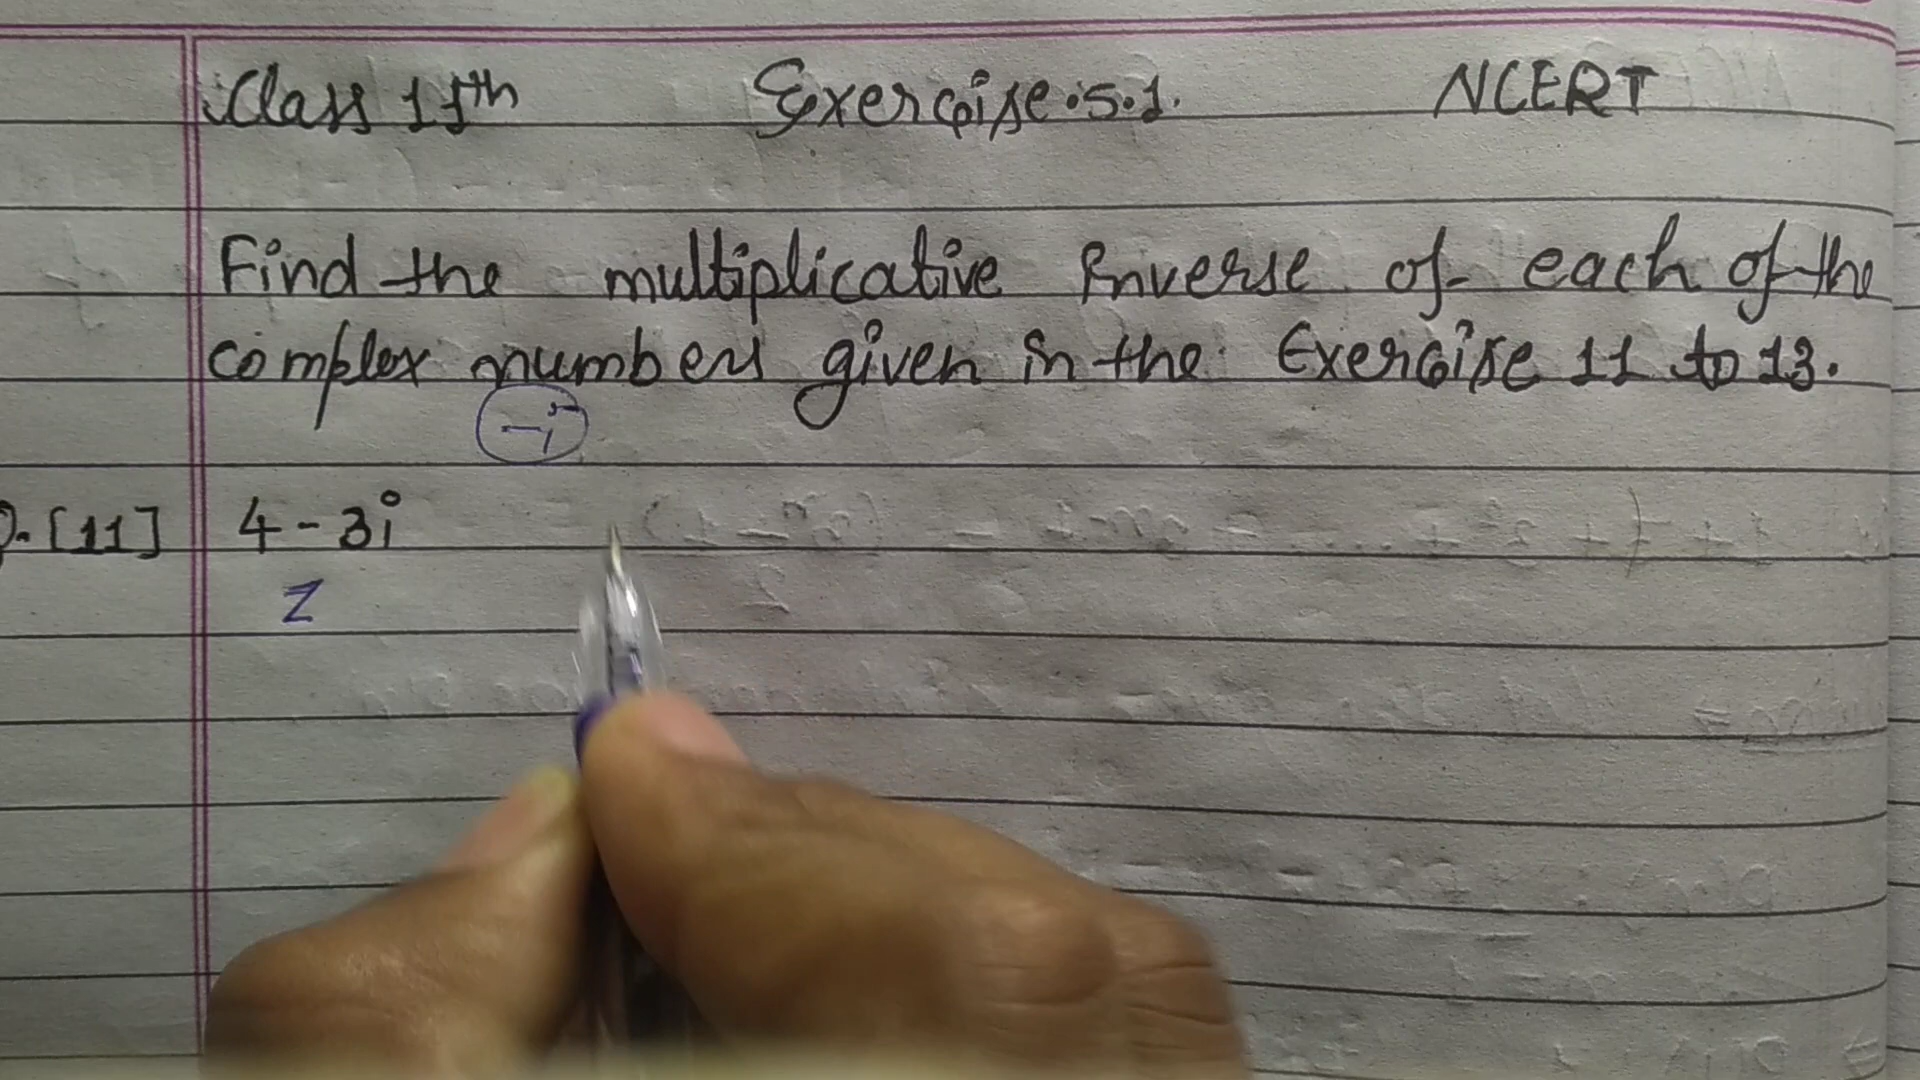 Class 11th Exercise.5.1. NCERT
Find the multiplicative inverse of each of the
complex numbers given in the Exercise 11 to 13.
Q.[11] 4-3i
Z